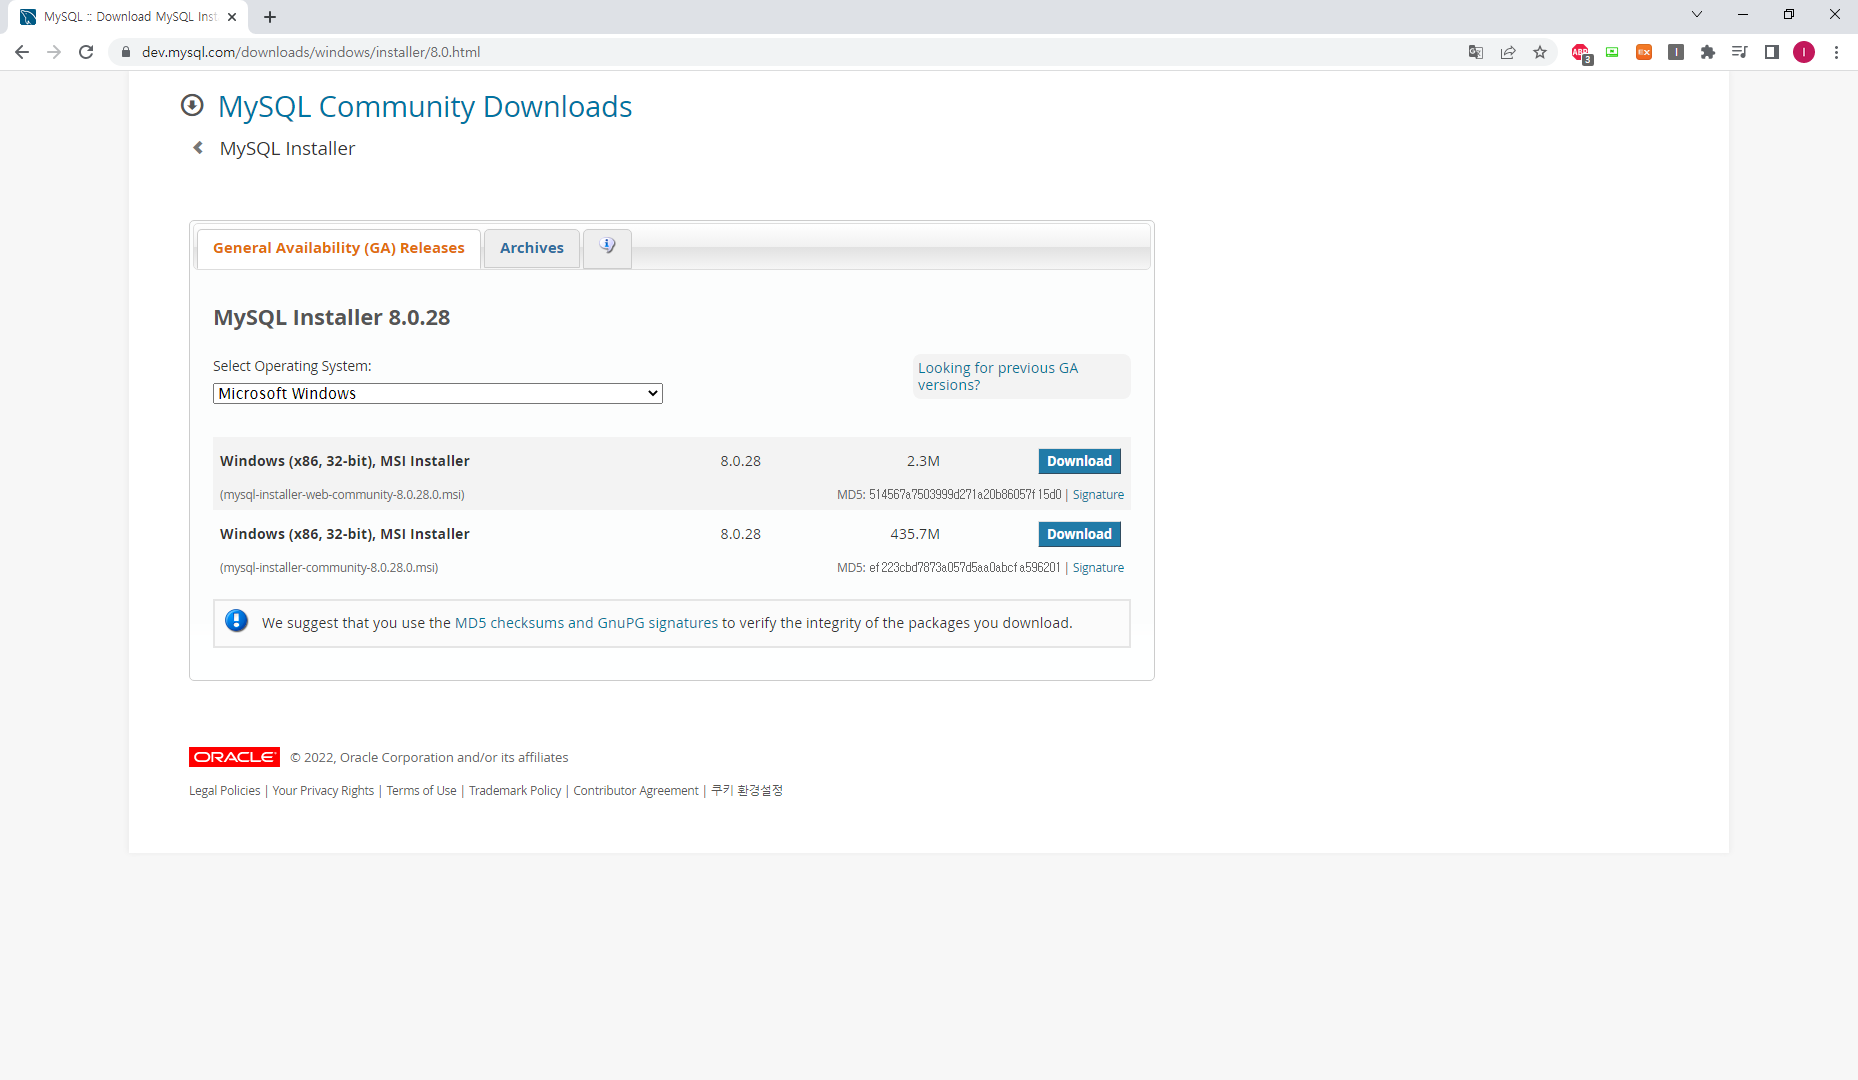 MySQL :: Download MySQL Inst
dev.mysql.com/downloads/windows/installer/8.0.html
ABP
3
EX
I
I
MySQL Community Downloads
MySQL Installer
General Availability (GA) Releases
Archives
i
MySQL Installer 8.0.28
Select Operating System:
Microsoft Windows
Looking for previous GA
versions?
Windows (x86, 32-bit), MSI Installer 8.0.28 2.3M Download
(mysql-installer-web-community-8.0.28.0.msi) MD5: 514567a7503999d271a20b86057f15d0 | Signature
Windows (x86, 32-bit), MSI Installer 8.0.28 435.7M Download
(mysql-installer-community-8.0.28.0.msi) MD5: ef223cbd7873a057d5aa0abcfa596201 | Signature
We suggest that you use the MD5 checksums and GnuPG signatures to verify the integrity of the packages you download.
ORACLE © 2022, Oracle Corporation and/or its affiliates
Legal Policies | Your Privacy Rights | Terms of Use | Trademark Policy | Contributor Agreement | 쿠키 환경설정